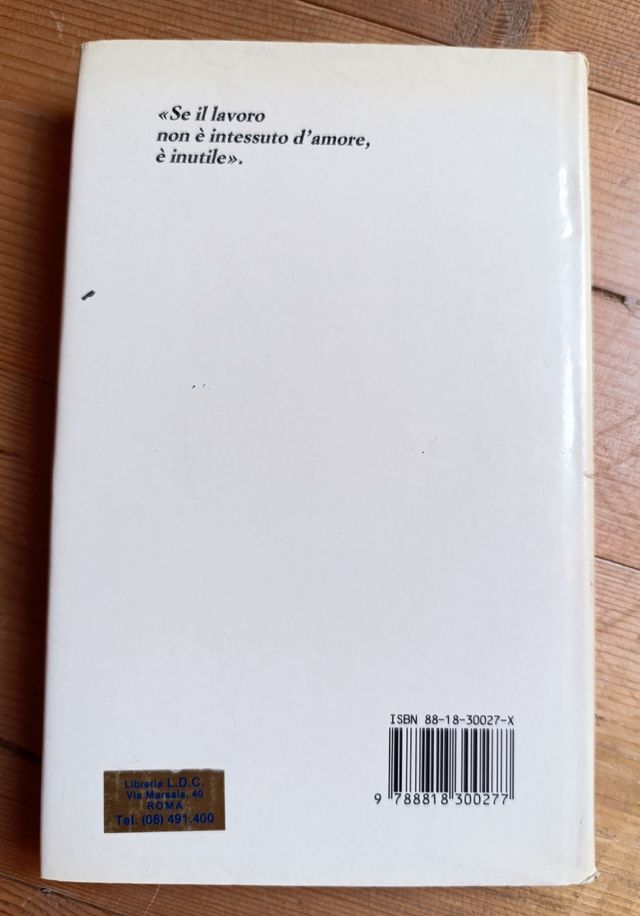 «Se il lavoro
non è intessuto d'amore,
è inutile».
ISBN 88-18-30027-X
9 788818 300277
Libreria L.D.C.
Via Marsala, 40
ROMA
Tel. (06) 491.400